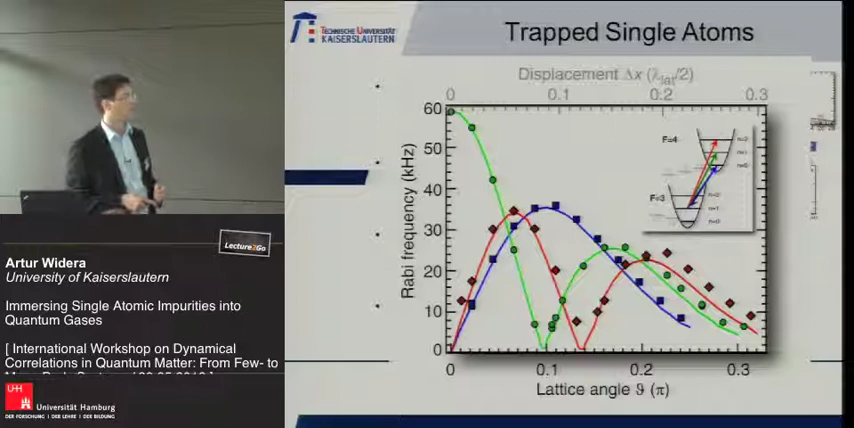 TECHNISCHE UNIVERSITÄT
KAISERSLAUTERN
Trapped Single Atoms
Displacement Δx (λlat/2)
0 0.1 0.2 0.3
60
50
40
30
20
10
0
Rabi frequency (kHz)
F=4
F=3
0 0.1 0.2 0.3
Lattice angle ϑ (π)
Lecture2Go
Artur Widera
University of Kaiserslautern
Immersing Single Atomic Impurities into
Quantum Gases
[ International Workshop on Dynamical
Correlations in Quantum Matter: From Few- to
UH
Universität Hamburg
DER FORSCHUNG | DER LEHRE | DER BILDUNG